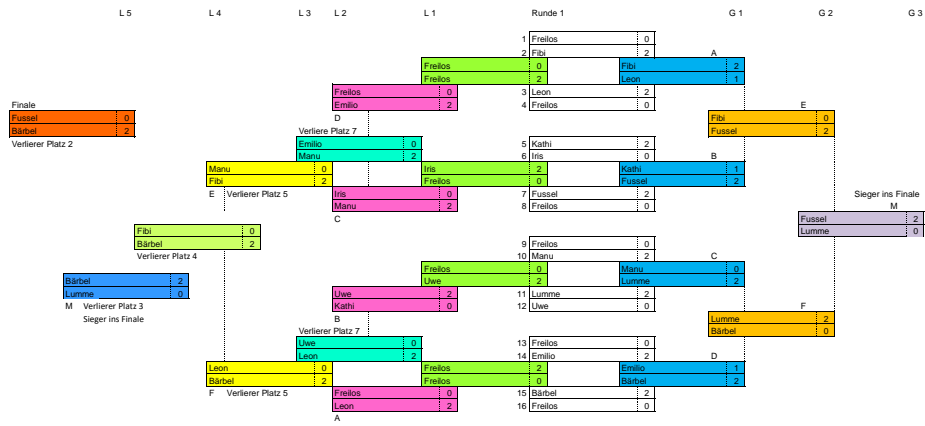 L 5 L 4 L 3 L 2 L 1 Runde 1 G 1 G 2 G 3
1 Freilos 0
2 Fibi 2 A
Freilos 0 Fibi 2
Freilos 2 Leon 1
Freilos 0 3 Leon 2
Finale Emilio 2 4 Freilos 0 E
Fussel 0 D Fibi 0
Bärbel 2 Verliere Platz 7 Fussel 2
Verlierer Platz 2 Emilio 0 5 Kathi 2
Manu 2 6 Iris 0 B
Manu 1 Iris 2 Kathi 1
Fibi 2 Freilos 0 Fussel 2
E Verlierer Platz 5 Iris 0 7 Fussel 2 Sieger ins Finale
Manu 2 8 Freilos 0 M
C Fussel 2
Fibi 0 Lumme 0
Bärbel 2 9 Freilos 0
Verlierer Platz 4 10 Manu 2 C
Freilos 0 Manu 0
Bärbel 2 Uwe 2 Lumme 2
Lumme 0 Uwe 2 11 Lumme 2
M Verlierer Platz 3 Kathi 0 12 Uwe 0 F
Sieger ins Finale B Lumme 2
Verlierer Platz 7 Bärbel 0
Uwe 0 13 Freilos 0
Leon 2 14 Emilio 2 D
Leon 0 Freilos 2 Emilio 1
Bärbel 2 Freilos 0 Bärbel 2
F Verlierer Platz 5 Freilos 0 15 Bärbel 2
Leon 2 16 Freilos 0
A